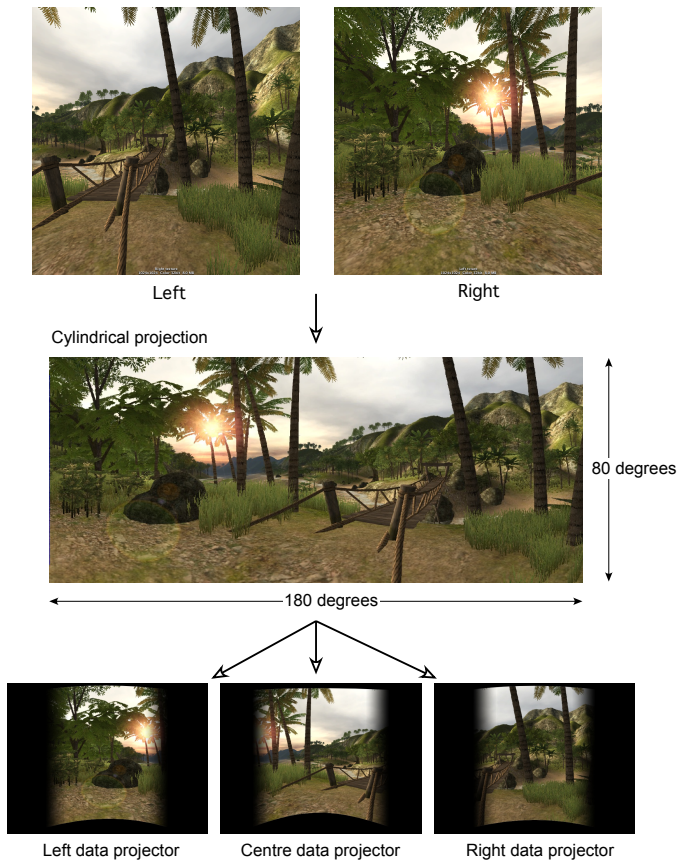 Left
Right
Cylindrical projection
80 degrees
180 degrees
Left data projector
Centre data projector
Right data projector